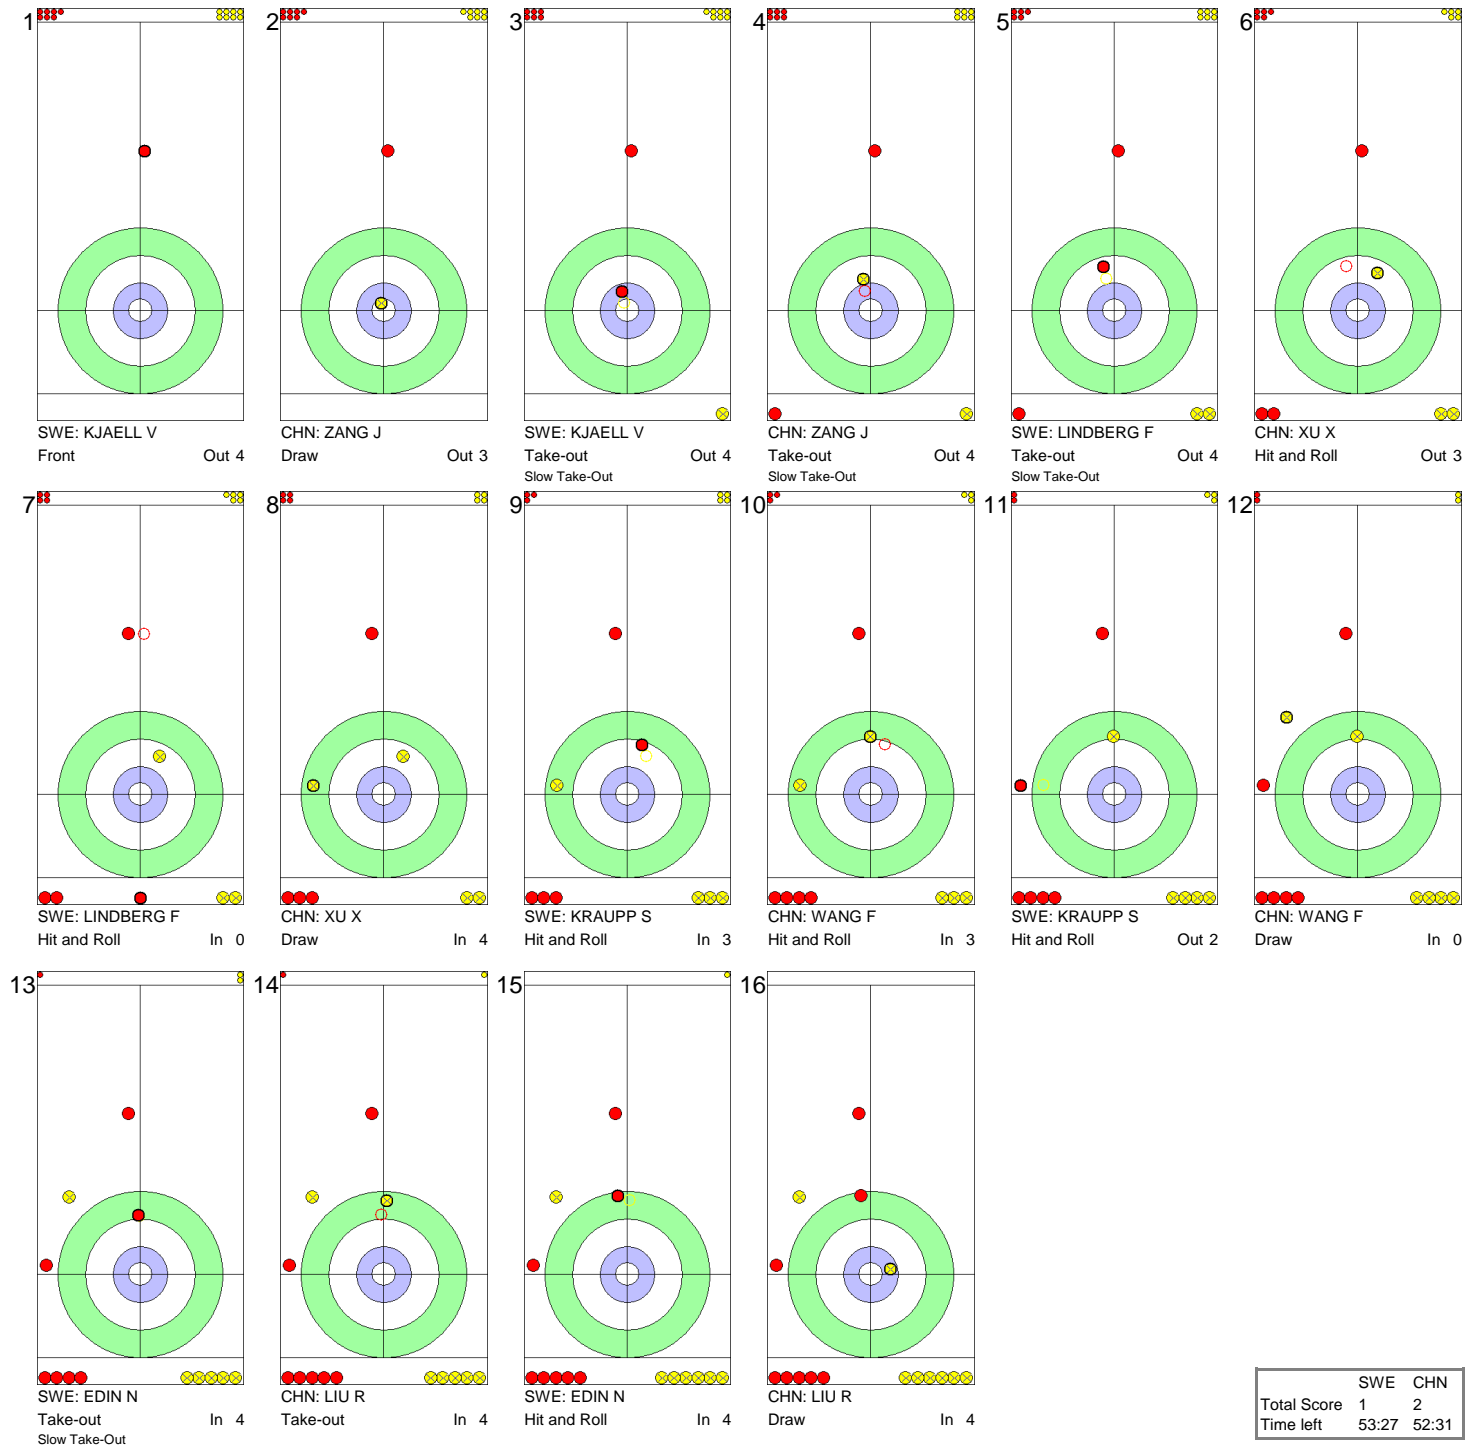 1
2
3
4
5
6
SWE: KJAELL V
Front Out 4
CHN: ZANG J
Draw Out 3
SWE: KJAELL V
Take-out Out 4
Slow Take-Out
CHN: ZANG J
Take-out Out 4
Slow Take-Out
SWE: LINDBERG F
Take-out Out 4
Slow Take-Out
CHN: XU X
Hit and Roll Out 3
7
8
9
10
11
12
SWE: LINDBERG F
Hit and Roll In 0
CHN: XU X
Draw In 4
SWE: KRAUPP S
Hit and Roll In 3
CHN: WANG F
Hit and Roll In 3
SWE: KRAUPP S
Hit and Roll Out 2
CHN: WANG F
Draw In 0
13
14
15
16
SWE: EDIN N
Take-out In 4
Slow Take-Out
CHN: LIU R
Take-out In 4
SWE: EDIN N
Hit and Roll In 4
CHN: LIU R
Draw In 4
SWE CHN
Total Score 1 2
Time left 53:27 52:31